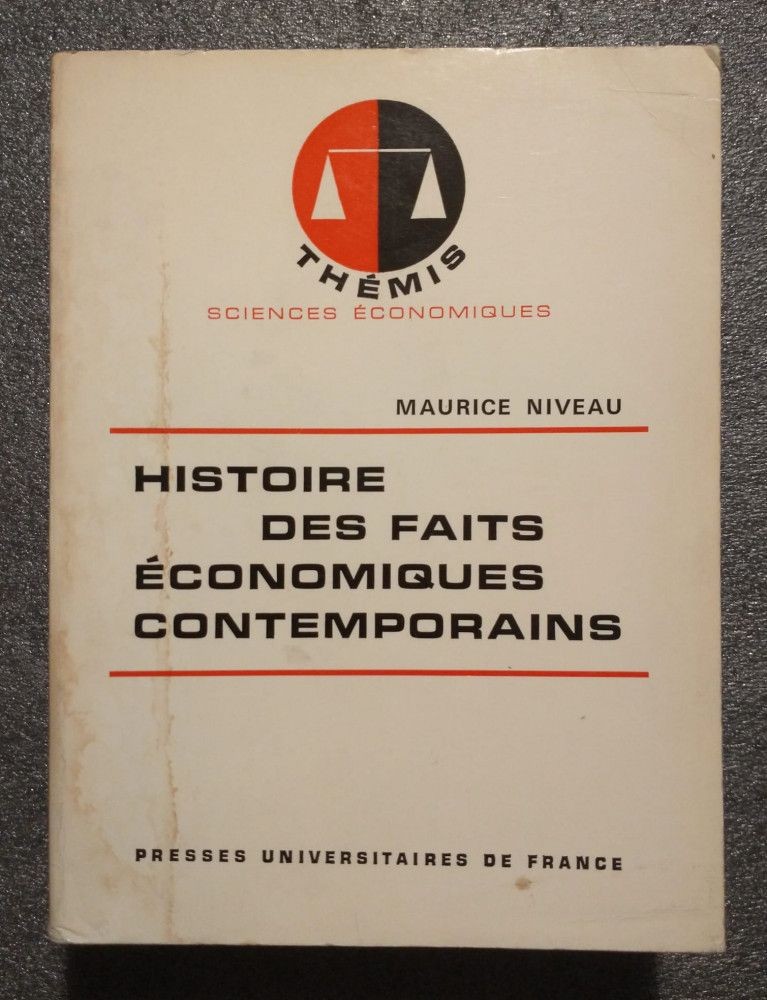 THÉMIS
SCIENCES ÉCONOMIQUES
MAURICE NIVEAU
HISTOIRE
DES FAITS
ÉCONOMIQUES
CONTEMPORAINS
PRESSES UNIVERSITAIRES DE FRANCE